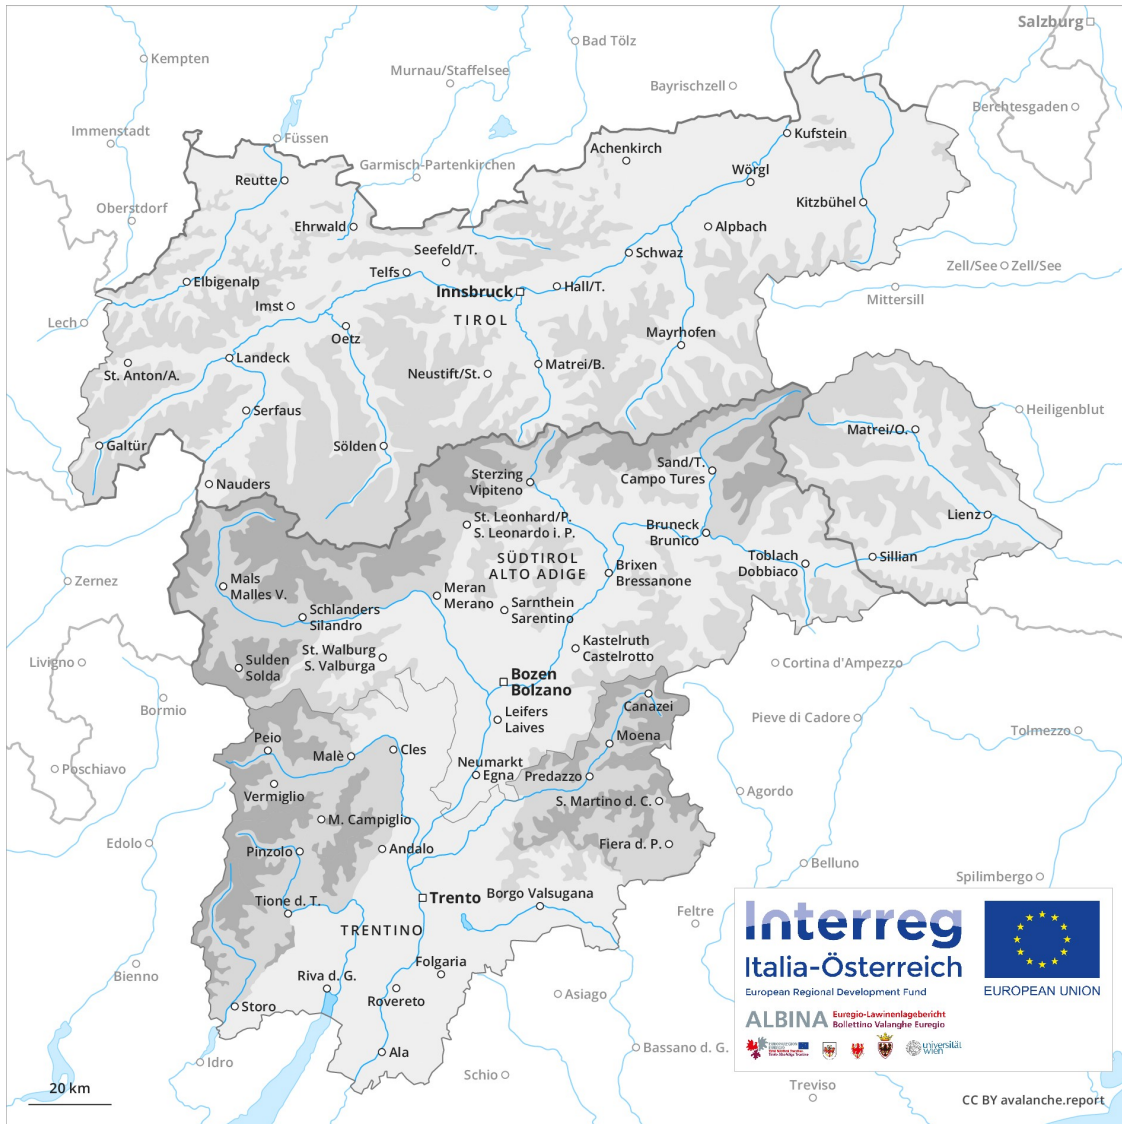 Salzburg
Bad Tölz
Kempten
Murnau/Staffelsee
Bayrischzell
Berchtesgaden
Immenstadt
Füssen
Kufstein
Achenkirch
Garmisch-Partenkirchen
Wörgl
Reutte
Oberstdorf
Kitzbühel
Ehrwald
Alpbach
Seefeld/T.
Schwaz
Telfs
Zell/See
Zell/See
Elbigenalp
Innsbruck
Hall/T.
Mittersill
Imst
Lech
TIROL
Oetz
Mayrhofen
Landeck
Matrei/B.
St. Anton/A.
Neustift/St.
Serfaus
Heiligenblut
Matrei/O.
Galtür
Sölden
Sterzing
Vipiteno
Sand/T.
Campo Tures
Nauders
St. Leonhard/P.
S. Leonardo i. P.
Bruneck
Brunico
Lienz
SÜDTIROL
ALTO ADIGE
Toblach
Dobbiaco
Sillian
Brixen
Bressanone
Zernez
Mals
Malles V.
Meran
Merano
Sarnthein
Sarentino
Schlanders
Silandro
Kastelruth
Castelrotto
St. Walburg
S. Valburga
Livigno
Sulden
Solda
Cortina d'Ampezzo
Bozen
Bolzano
Bormio
Canazei
Leifers
Laives
Pieve di Cadore
Tolmezzo
Peio
Moena
Malè
Cles
Poschiavo
Neumarkt
Egna
Predazzo
Vermiglio
Agordo
S. Martino d. C.
M. Campiglio
Edolo
Pinzolo
Andalo
Fiera d. P.
Belluno
Spilimbergo
Tione d. T.
Trento
Borgo Valsugana
Feltre
TRENTINO
Interreg
Italia-Österreich
European Regional Development Fund
EUROPEAN UNION
Folgaria
Bienno
Riva d. G.
Rovereto
Asiago
Storo
ALBINA
Euregio-Lawinenlagebericht
Bollettino Valanghe Euregio
universität
wien
Ala
Idro
Bassano d. G.
Schio
Treviso
20 km
CC BY avalanche.report